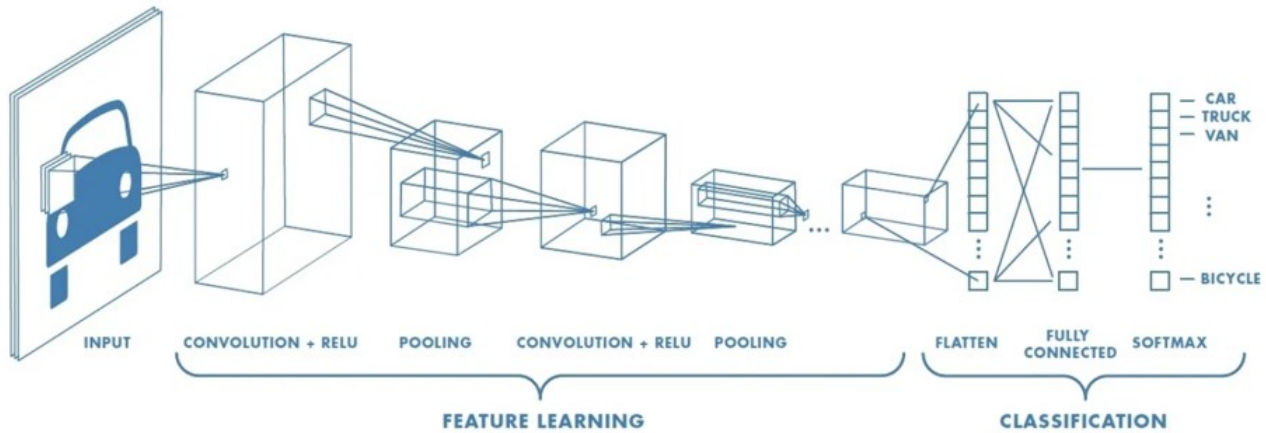 CAR
TRUCK
VAN
BICYCLE
INPUT
CONVOLUTION + RELU
POOLING
CONVOLUTION + RELU
POOLING
FLATTEN
FULLY
CONNECTED
SOFTMAX
FEATURE LEARNING
CLASSIFICATION